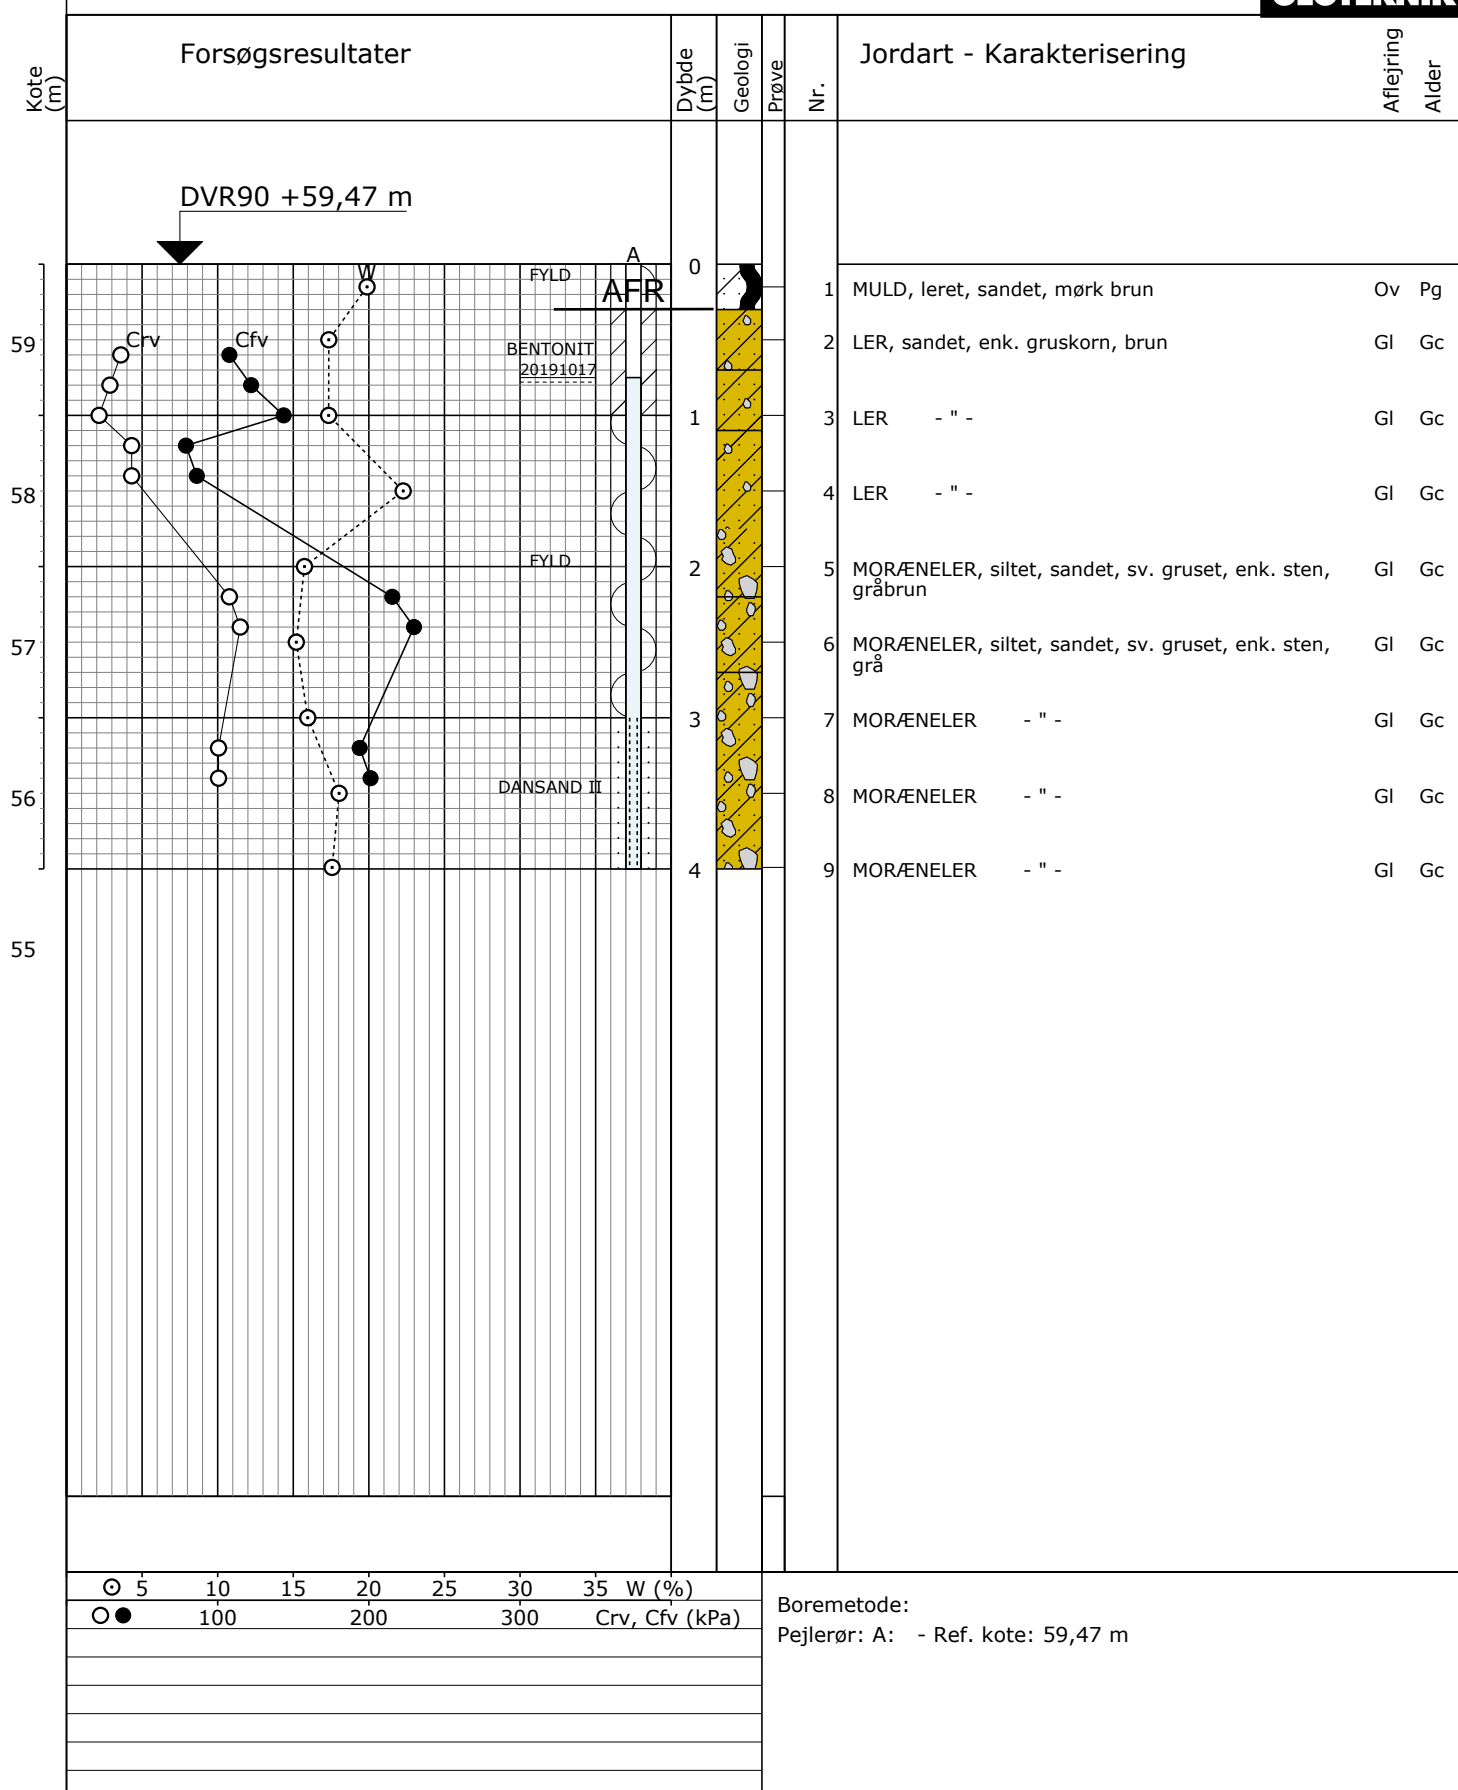 Kote (m)
Forsøgsresultater
Dybde (m)
Geologi
Prøve
Nr.
Jordart - Karakterisering
Aflejring
Alder
DVR90 +59,47 m
A
W
FYLD
0
AFR
1 MULD, leret, sandet, mørk brun Ov Pg
59
Crv
Cfv
BENTONIT
20191017
2 LER, sandet, enk. gruskorn, brun Gl Gc
1
3 LER - " - Gl Gc
58
4 LER - " - Gl Gc
FYLD
2
5 MORÆNELER, siltet, sandet, sv. gruset, enk. sten, Gl Gc
gråbrun
57
6 MORÆNELER, siltet, sandet, sv. gruset, enk. sten, Gl Gc
grå
3
7 MORÆNELER - " - Gl Gc
56
DANSAND II
8 MORÆNELER - " - Gl Gc
4
9 MORÆNELER - " - Gl Gc
55
5 10 15 20 25 30 35 W (%)
100 200 300 Crv, Cfv (kPa)
Boremetode:
Pejlerør: A: - Ref. kote: 59,47 m